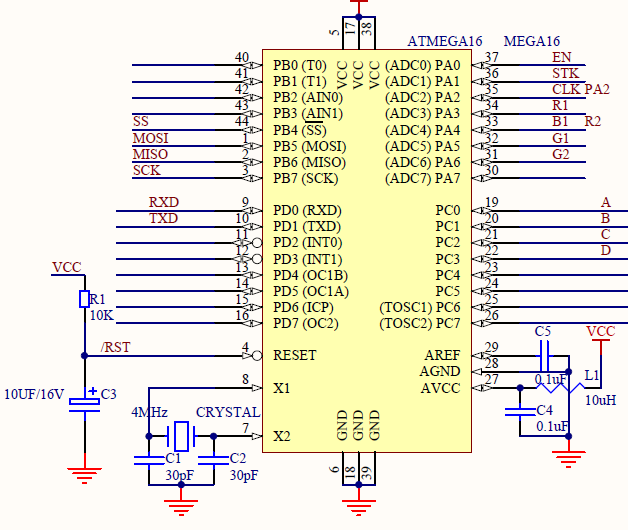 5 17 38
ATMEGA16 MEGA16
VCC VCC VCC
40 PB0 (T0) (ADC0) PA0 37 EN
41 PB1 (T1) (ADC1) PA1 36 STK
42 PB2 (AIN0) (ADC2) PA2 35 CLK PA2
43 PB3 (AIN1) (ADC3) PA3 34 R1
SS 44 PB4 (SS) (ADC4) PA4 33 B1 R2
MOSI 1 PB5 (MOSI) (ADC5) PA5 32 G1
MISO 2 PB6 (MISO) (ADC6) PA6 31 G2
SCK 3 PB7 (SCK) (ADC7) PA7 30
RXD 9 PD0 (RXD) PC0 19 A
TXD 10 PD1 (TXD) PC1 20 B
11 PD2 (INT0) PC2 21 C
12 PD3 (INT1) PC3 22 D
VCC 13 PD4 (OC1B) PC4 23
14 PD5 (OC1A) PC5 24
R1 15 PD6 (ICP) (TOSC1) PC6 25
10K 16 PD7 (OC2) (TOSC2) PC7 26
C5 VCC
/RST 4 RESET AREF 29
AGND 28
0.1uF L1
8 X1 AVCC 27
10UF/16V C3 10uH
4MHz CRYSTAL C4
0.1uF
7 X2 GND GND GND
C1 C2
30pF 30pF
6 18 39